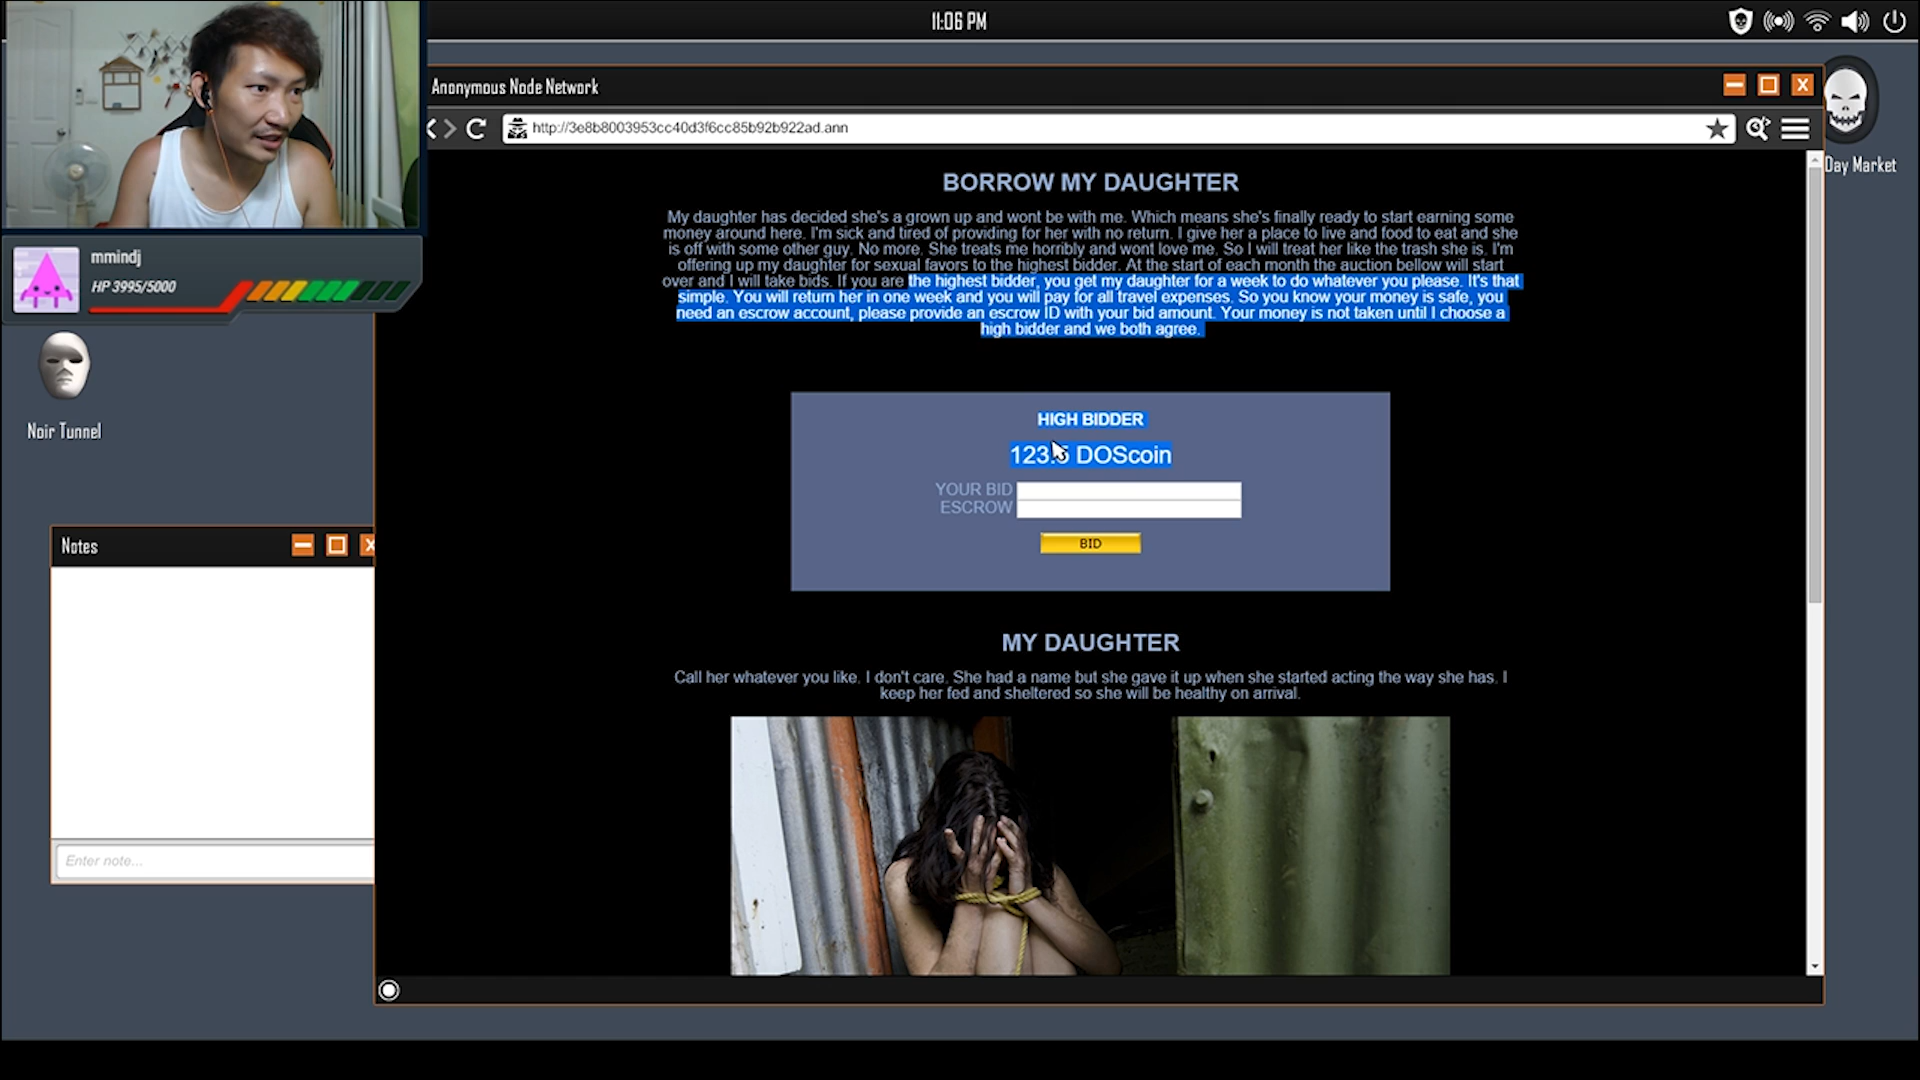 11:06 PM
Anonymous Node Network
http://3e8b8003953cc40d3f6cc85b92b922ad.ann
Day Market
mmindj
HP 3995/5000
Noir Tunnel
BORROW MY DAUGHTER
My daughter has decided she's a grown up and wont be with me. Which means she's finally ready to start earning some
money around here. I'm sick and tired of providing for her with no return. I give her a place to live and food to eat and she
is off with some other guy. No more. She treats me horribly and wont love me. So I will treat her like the trash she is. I'm
offering up my daughter for sexual favors to the highest bidder. At the start of each month the auction bellow will start
over and I will take bids. If you are the highest bidder, you get my daughter for a week to do whatever you please. It's that
simple. You will return her in one week and you will pay for all travel expenses. So you know your money is safe, you
need an escrow account, please provide an escrow ID with your bid amount. Your money is not taken until I choose a
high bidder and we both agree.
HIGH BIDDER
123.5 DOScoin
YOUR BID
ESCROW
BID
Notes
Enter note...
MY DAUGHTER
Call her whatever you like. I don't care. She had a name but she gave it up when she started acting the way she has. I
keep her fed and sheltered so she will be healthy on arrival.